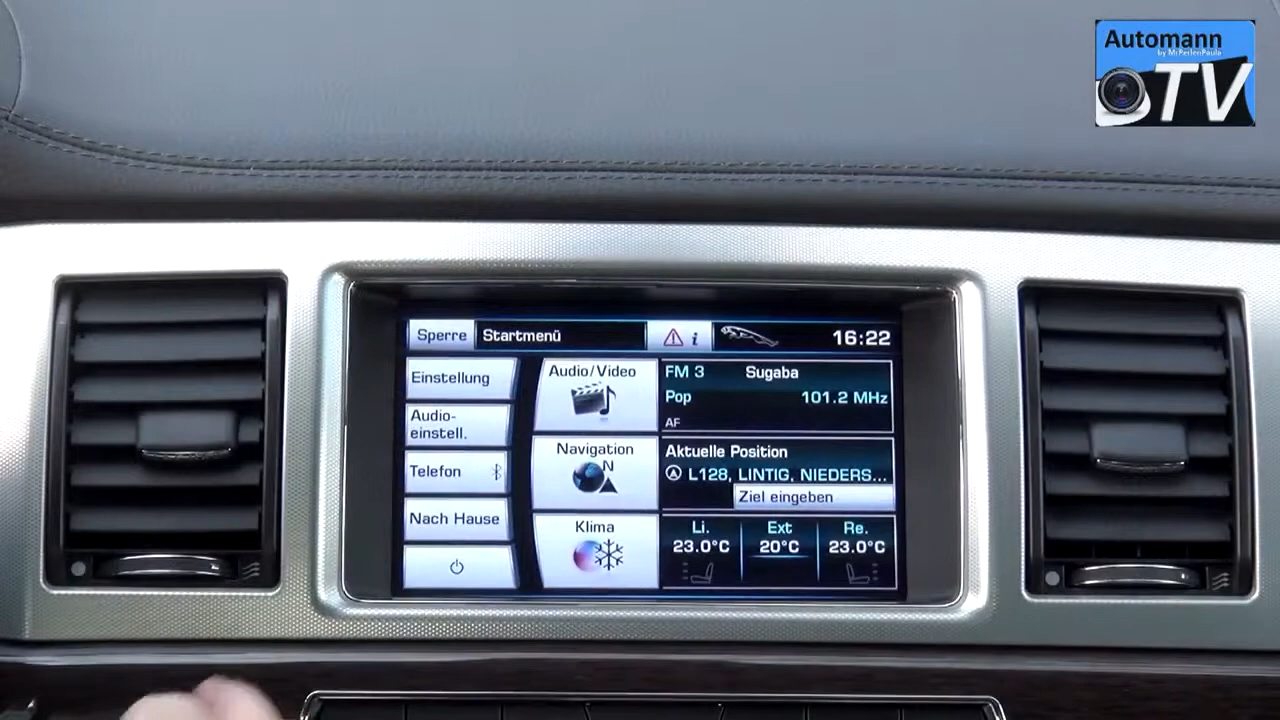 Automann
by MrPerlenPaule
TV
Sperre
Startmenü
i
16:22
Einstellung
Audio/Video
FM 3 Sugaba
Pop 101.2 MHz
AF
Audio-
einstell.
Navigation
N
Aktuelle Position
L128, LINTIG, NIEDERS...
Ziel eingeben
Telefon
Nach Hause
Klima
Li. Ext Re.
23.0°C 20°C 23.0°C